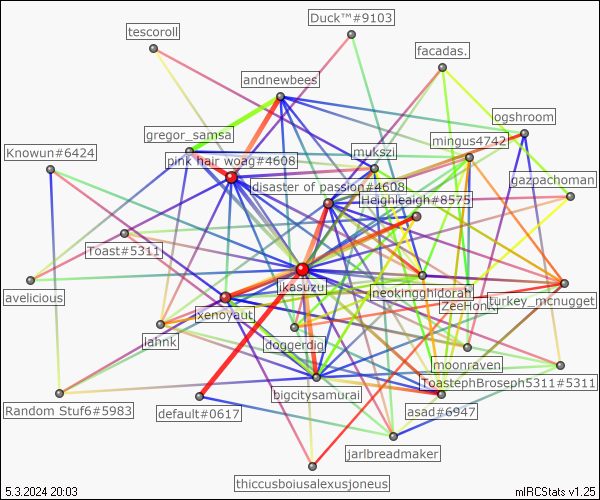 Duck™#9103
tescoroll
facadas.
andnewbees
ogshroom
gregor_samsa
mingus4742
Knowun#6424
mukszi
pink hair woag#4608
gazpachoman
disaster of passion#4608
Heighleaigh#8575
Toast#5311
ikasuzu
neokingghidorah
avelicious
turkey_mcnugget
ZeeHonk
xenoyaut
lahnk
doggerdig
moonraven
ToastephBroseph5311#5311
bigcitysamurai
Random Stuf6#5983
default#0617
asad#6947
jarlbreadmaker
thiccusboiusalexusjoneus
5.3.2024 20:03
mIRCStats v1.25